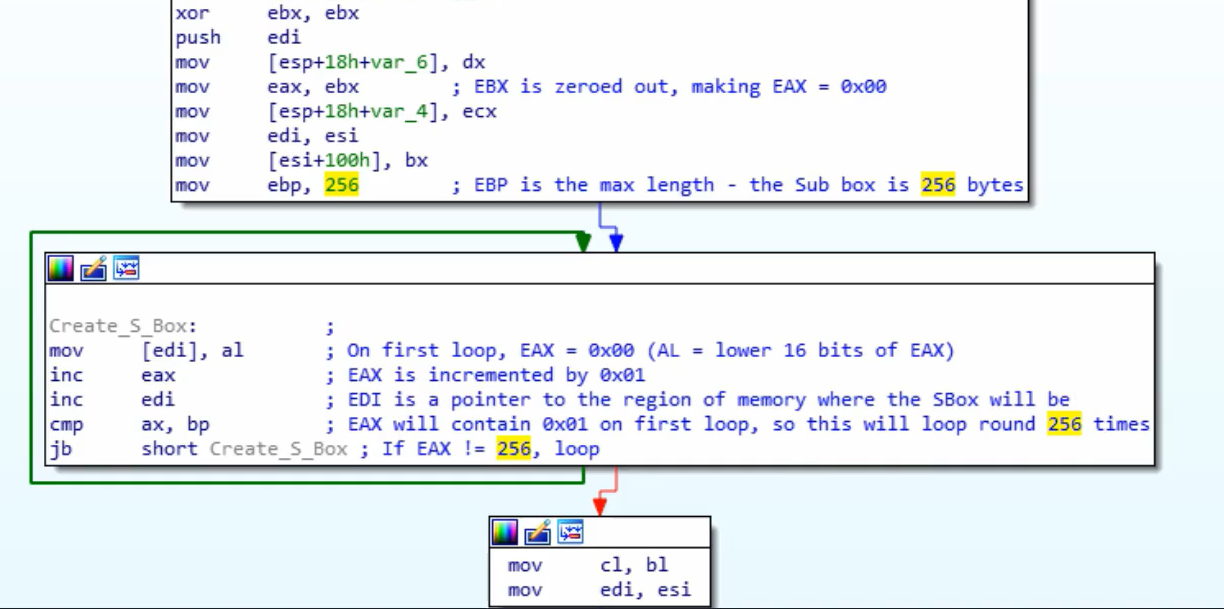 xor ebx, ebx
push edi
mov [esp+18h+var_6], dx
mov eax, ebx ; EBX is zeroed out, making EAX = 0x00
mov [esp+18h+var_4], ecx
mov edi, esi
mov [esi+100h], bx
mov ebp, 256 ; EBP is the max length - the Sub box is 256 bytes
Create_S_Box: ;
mov [edi], al ; On first loop, EAX = 0x00 (AL = lower 16 bits of EAX)
inc eax ; EAX is incremented by 0x01
inc edi ; EDI is a pointer to the region of memory where the SBox will be
cmp ax, bp ; EAX will contain 0x01 on first loop, so this will loop round 256 times
jb short Create_S_Box ; If EAX != 256, loop
mov cl, bl
mov edi, esi